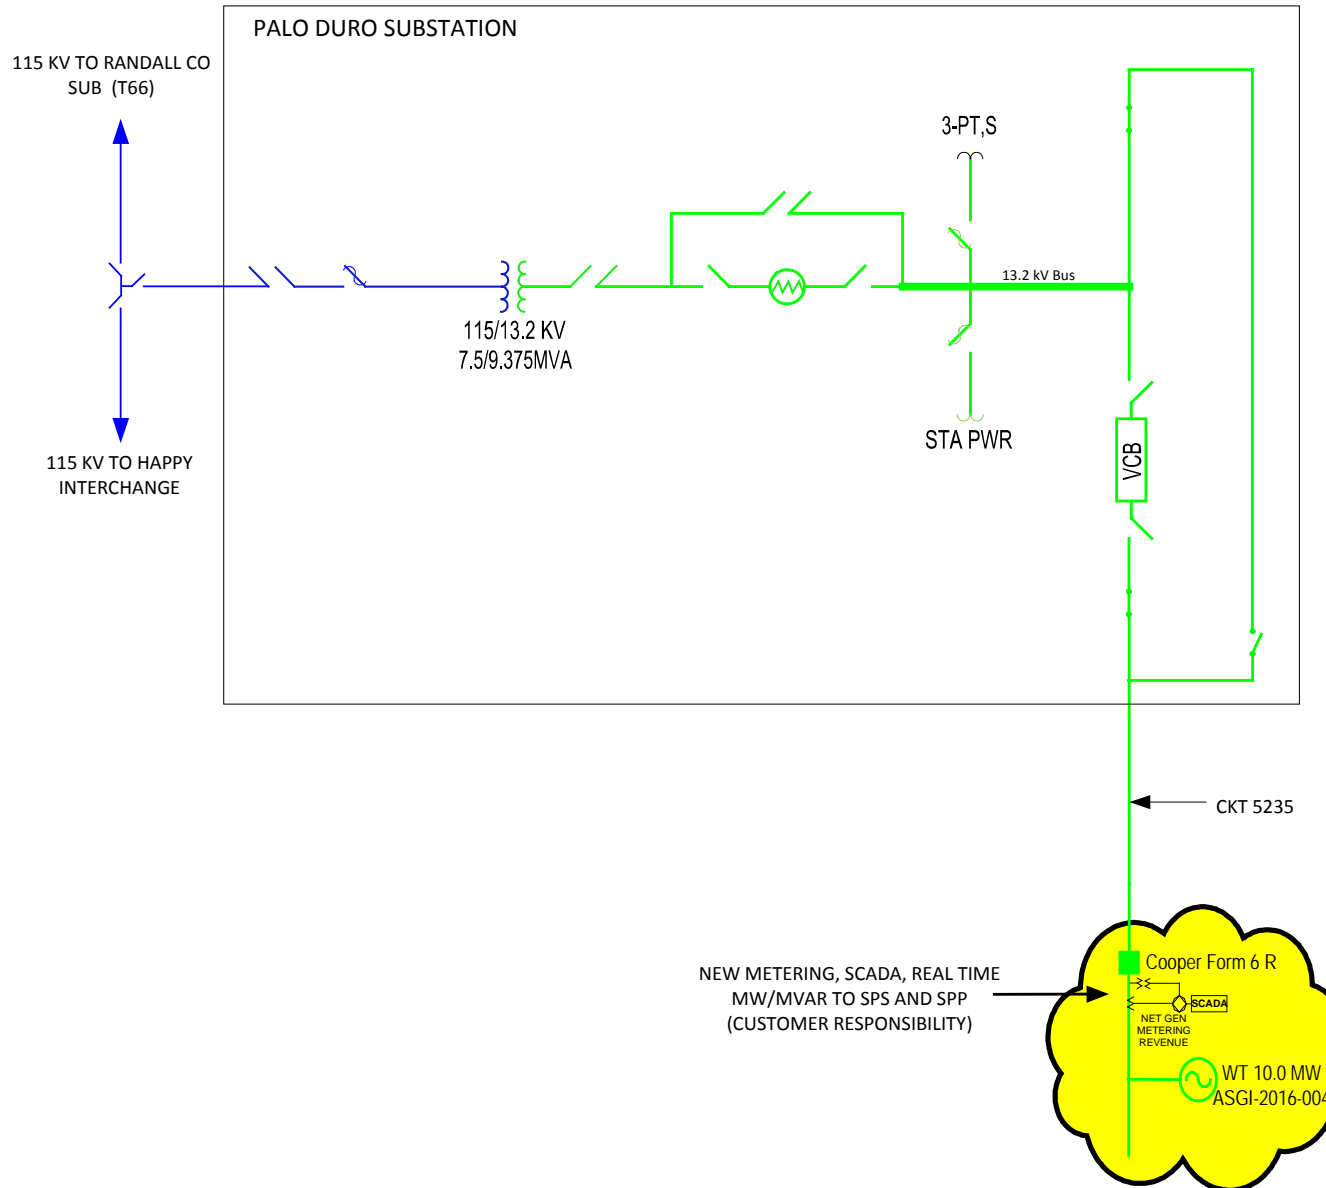 PALO DURO SUBSTATION
115 KV TO RANDALL CO
SUB (T66)
3-PT,S
13.2 kV Bus
115/13.2 KV
7.5/9.375MVA
STA PWR
VCB
115 KV TO HAPPY
INTERCHANGE
CKT 5235
NEW METERING, SCADA, REAL TIME
MW/MVAR TO SPS AND SPP
(CUSTOMER RESPONSIBILITY)
Cooper Form 6 R
SCADA
NET GEN
METERING
REVENUE
WT 10.0 MW
ASGI-2016-004